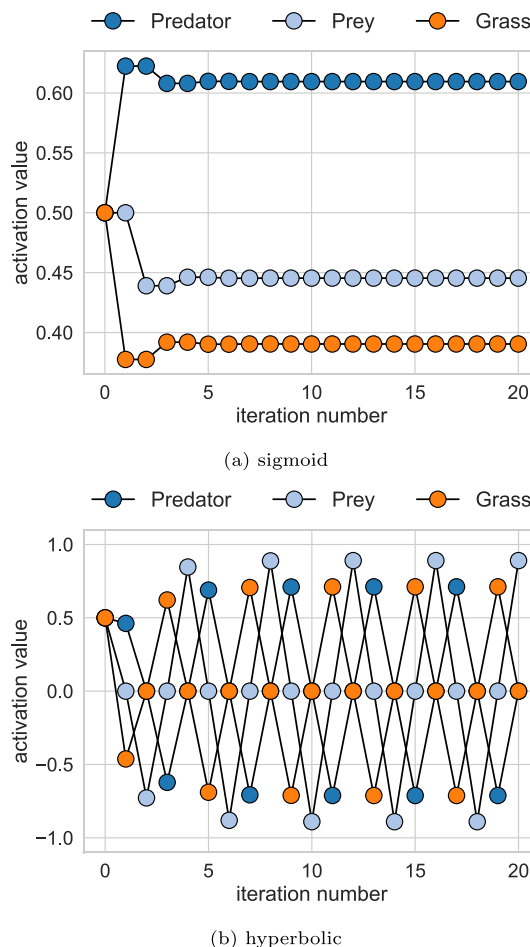 Predator Prey Grass
0.60
0.55
0.50
0.45
0.40
activation value
0 5 10 15 20
iteration number
(a) sigmoid
Predator Prey Grass
1.0
0.5
0.0
−0.5
−1.0
activation value
0 5 10 15 20
iteration number
(b) hyperbolic